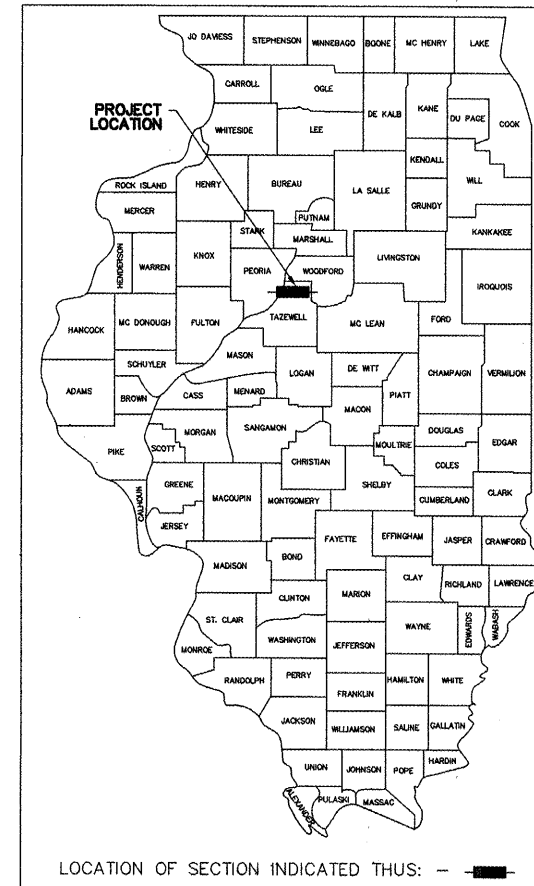 JO DAVIESS
STEPHENSON
WINNEBAGO
BOONE
MC HENRY
LAKE
CARROLL
OGLE
DE KALB
KANE
DU PAGE
COOK
PROJECT
LOCATION
WHITESIDE
LEE
KENDALL
WILL
ROCK ISLAND
HENRY
BUREAU
LA SALLE
GRUNDY
MERCER
PUTNAM
STARK
MARSHALL
KANKAKEE
HENDERSON
WARREN
KNOX
PEORIA
WOODFORD
LIVINGSTON
IROQUOIS
HANCOCK
MC DONOUGH
FULTON
TAZEWELL
MC LEAN
FORD
MASON
SCHUYLER
LOGAN
DE WITT
CHAMPAIGN
VERMILION
ADAMS
BROWN
CASS
MENARD
MACON
PIATT
PIKE
SCOTT
MORGAN
SANGAMON
CHRISTIAN
MOULTRIE
DOUGLAS
EDGAR
COLES
CALHOUN
GREENE
MACOUPIN
MONTGOMERY
SHELBY
CUMBERLAND
CLARK
JERSEY
FAYETTE
EFFINGHAM
JASPER
CRAWFORD
MADISON
BOND
CLAY
RICHLAND
LAWRENCE
CLINTON
MARION
ST. CLAIR
WAYNE
EDWARDS
WABASH
WASHINGTON
JEFFERSON
MONROE
RANDOLPH
PERRY
HAMILTON
WHITE
FRANKLIN
JACKSON
WILLIAMSON
SALINE
GALLATIN
UNION
JOHNSON
POPE
HARDIN
ALEXANDER
PULASKI
MASSAC
LOCATION OF SECTION INDICATED THUS: -